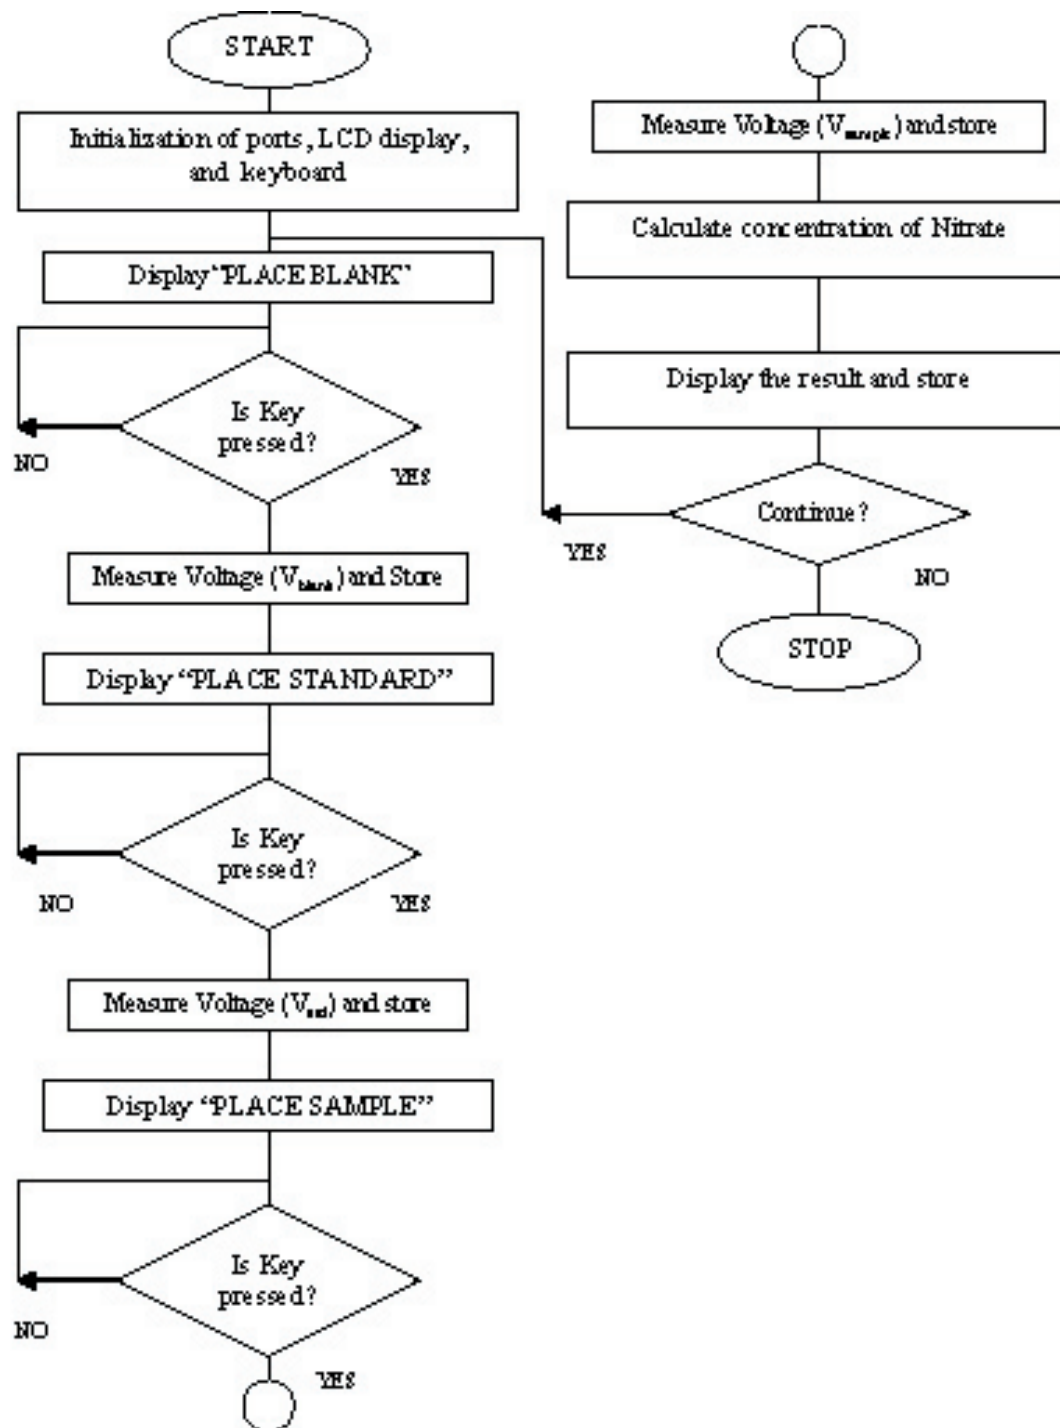 START
Initialization of ports, LCD display,
and keyboard
Display "PLACE BLANK"
Is Key
pressed?
NO
YES
Measure Voltage (Vblank) and Store
Display “PLACE STANDARD”
Is Key
pressed?
NO
YES
Measure Voltage (V) and store
Display “PLACE SAMPLE”
Is Key
pressed?
NO
YES
Measure Voltage (Vsample) and store
Calculate concentration of Nitrate
Display the result and store
Continue?
YES
NO
STOP